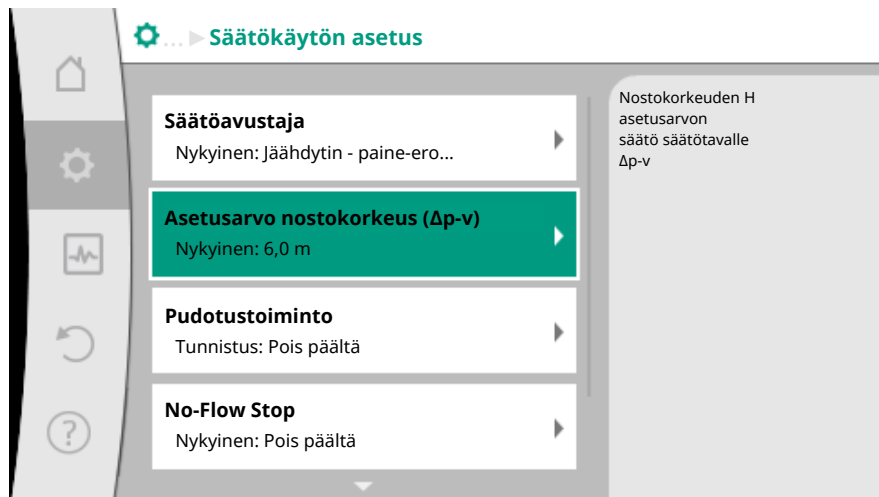 ... Säätökäytön asetus
Säätöavustaja
Nykyinen: Jäähdytin - paine-ero...
Asetusarvo nostokorkeus (Δp-v)
Nykyinen: 6,0 m
Pudotustoiminto
Tunnistus: Pois päältä
No-Flow Stop
Nykyinen: Pois päältä
Nostokorkeuden H
asetusarvon
säätö säätötavalle
Δp-v
?